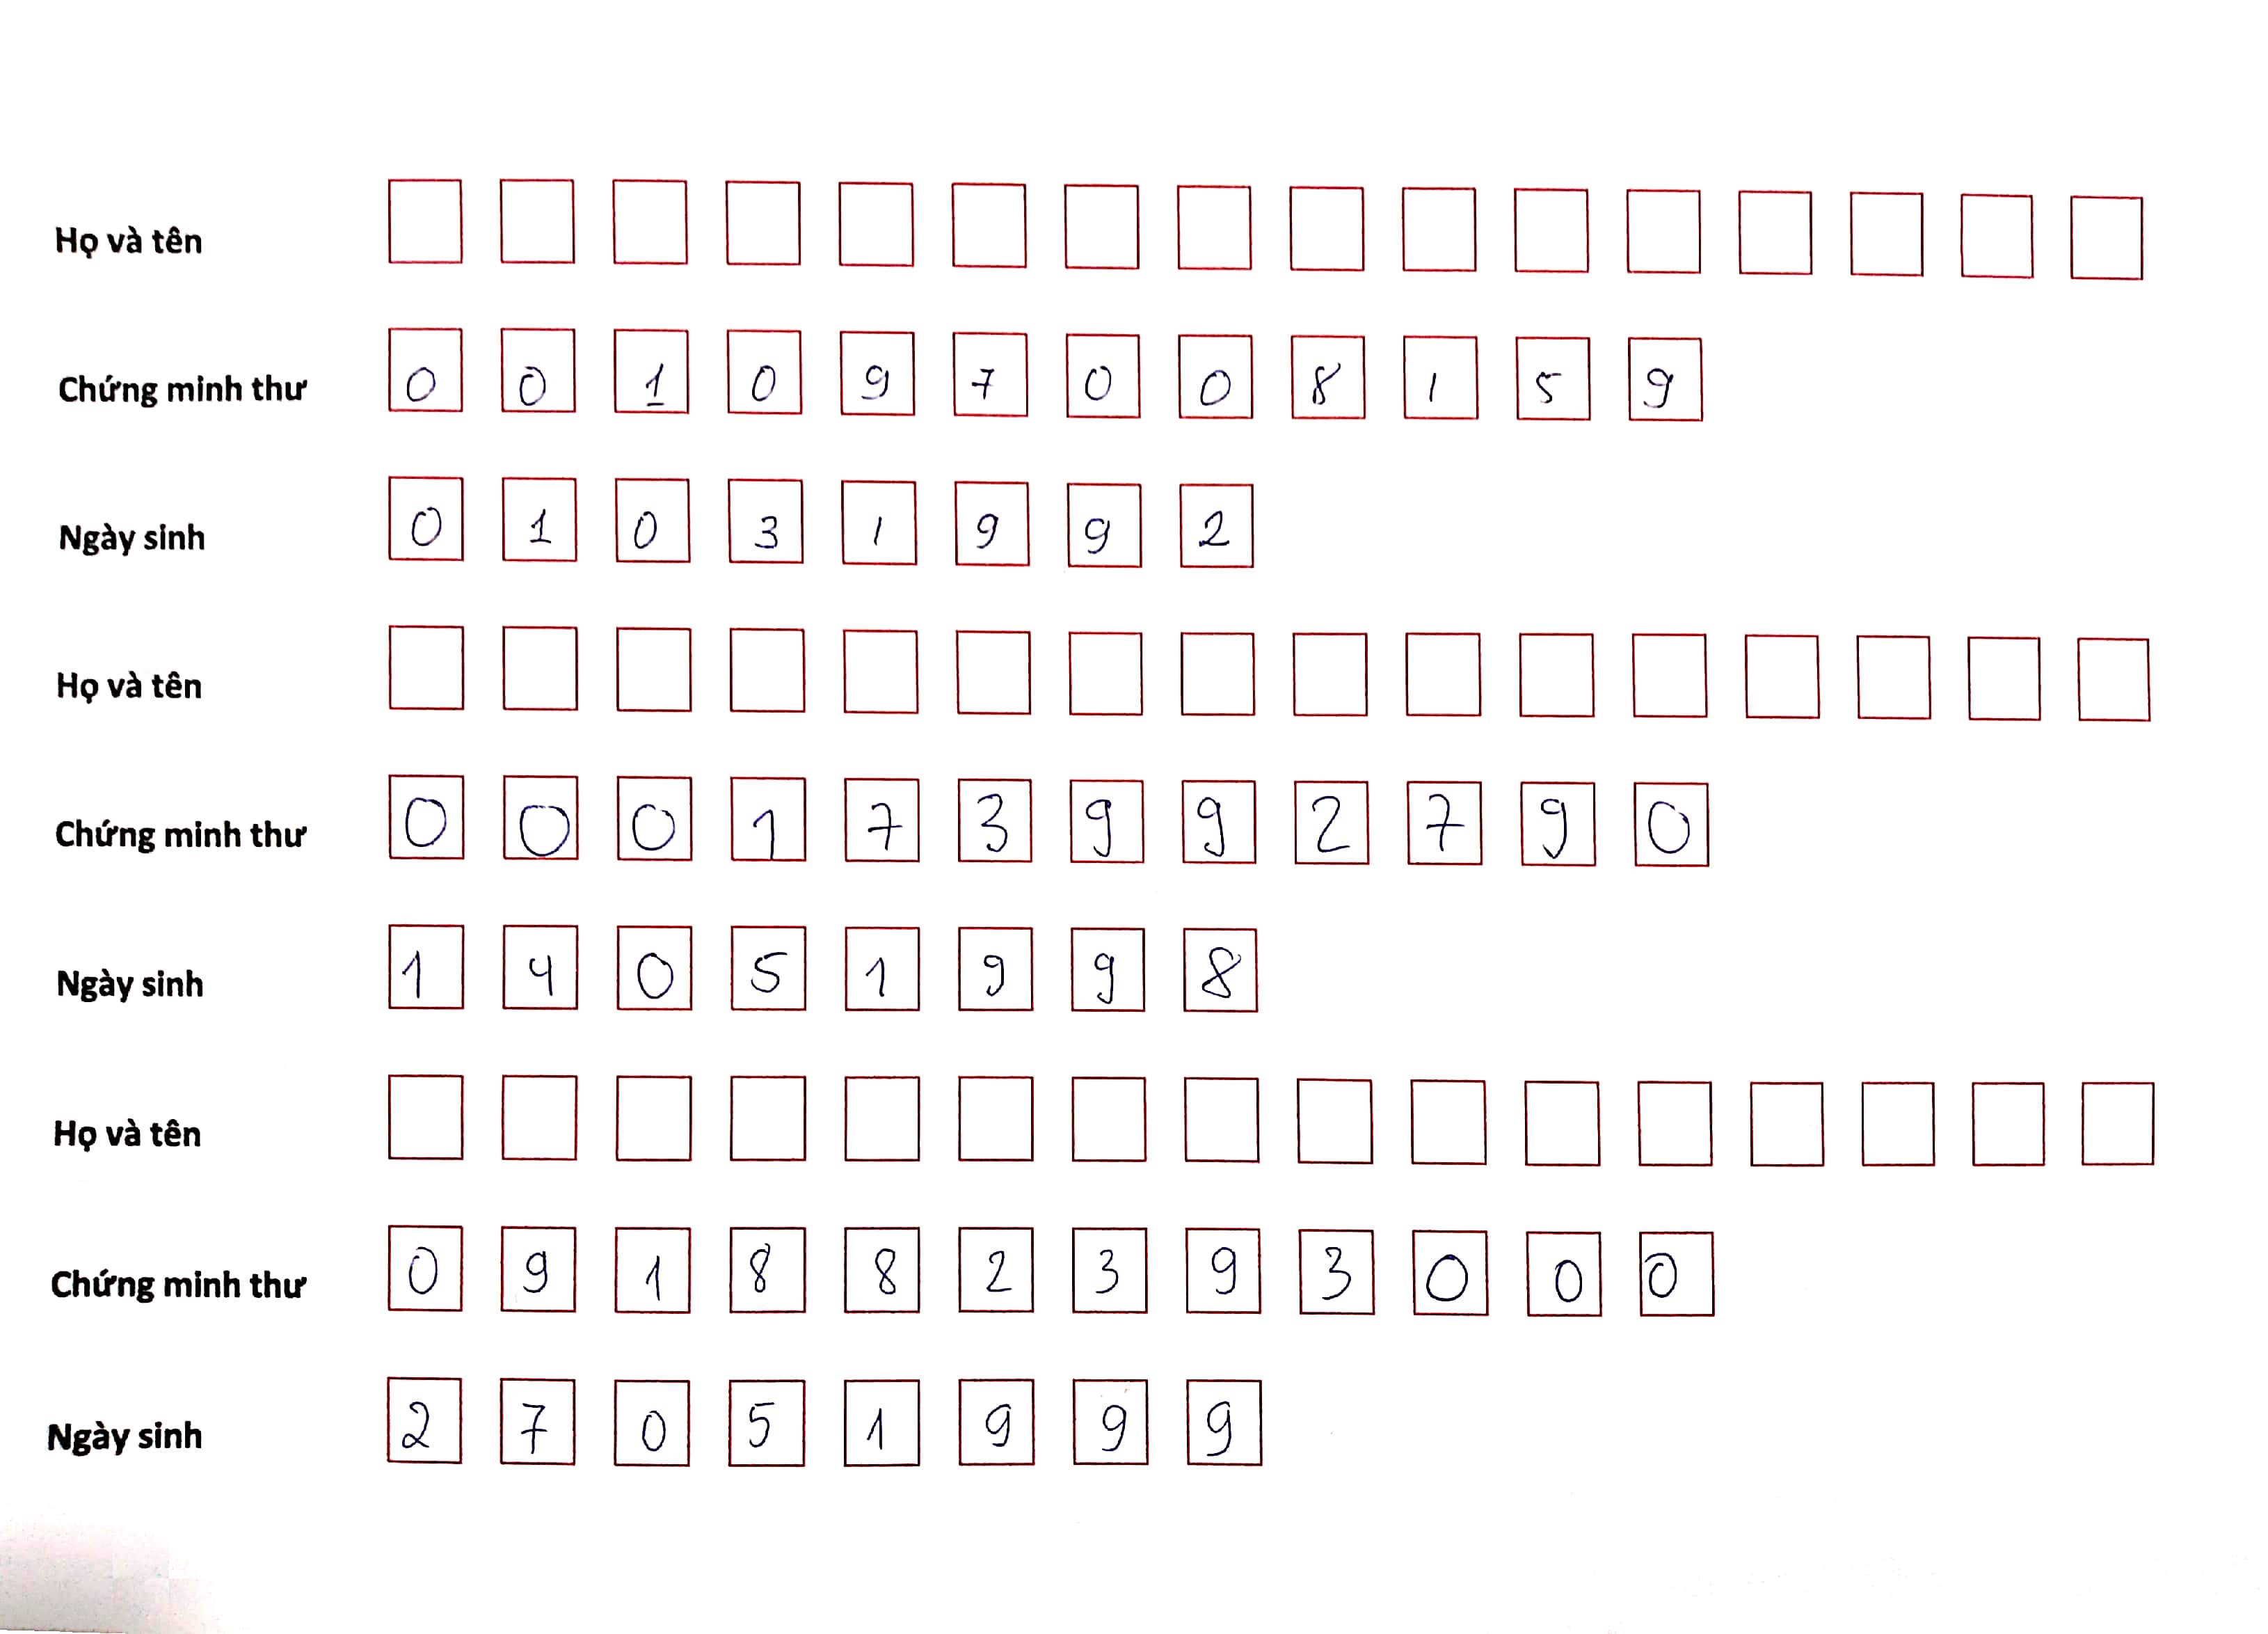 Họ và tên
Chứng minh thư 0 0 1 0 9 7 0 0 8 1 5 9
Ngày sinh 0 1 0 3 1 9 9 2
Họ và tên
Chứng minh thư 0 0 0 1 7 3 9 9 2 7 9 0
Ngày sinh 1 4 0 5 1 9 9 8
Họ và tên
Chứng minh thư 0 9 1 8 8 2 3 9 3 0 0 0
Ngày sinh 2 7 0 5 1 9 9 9